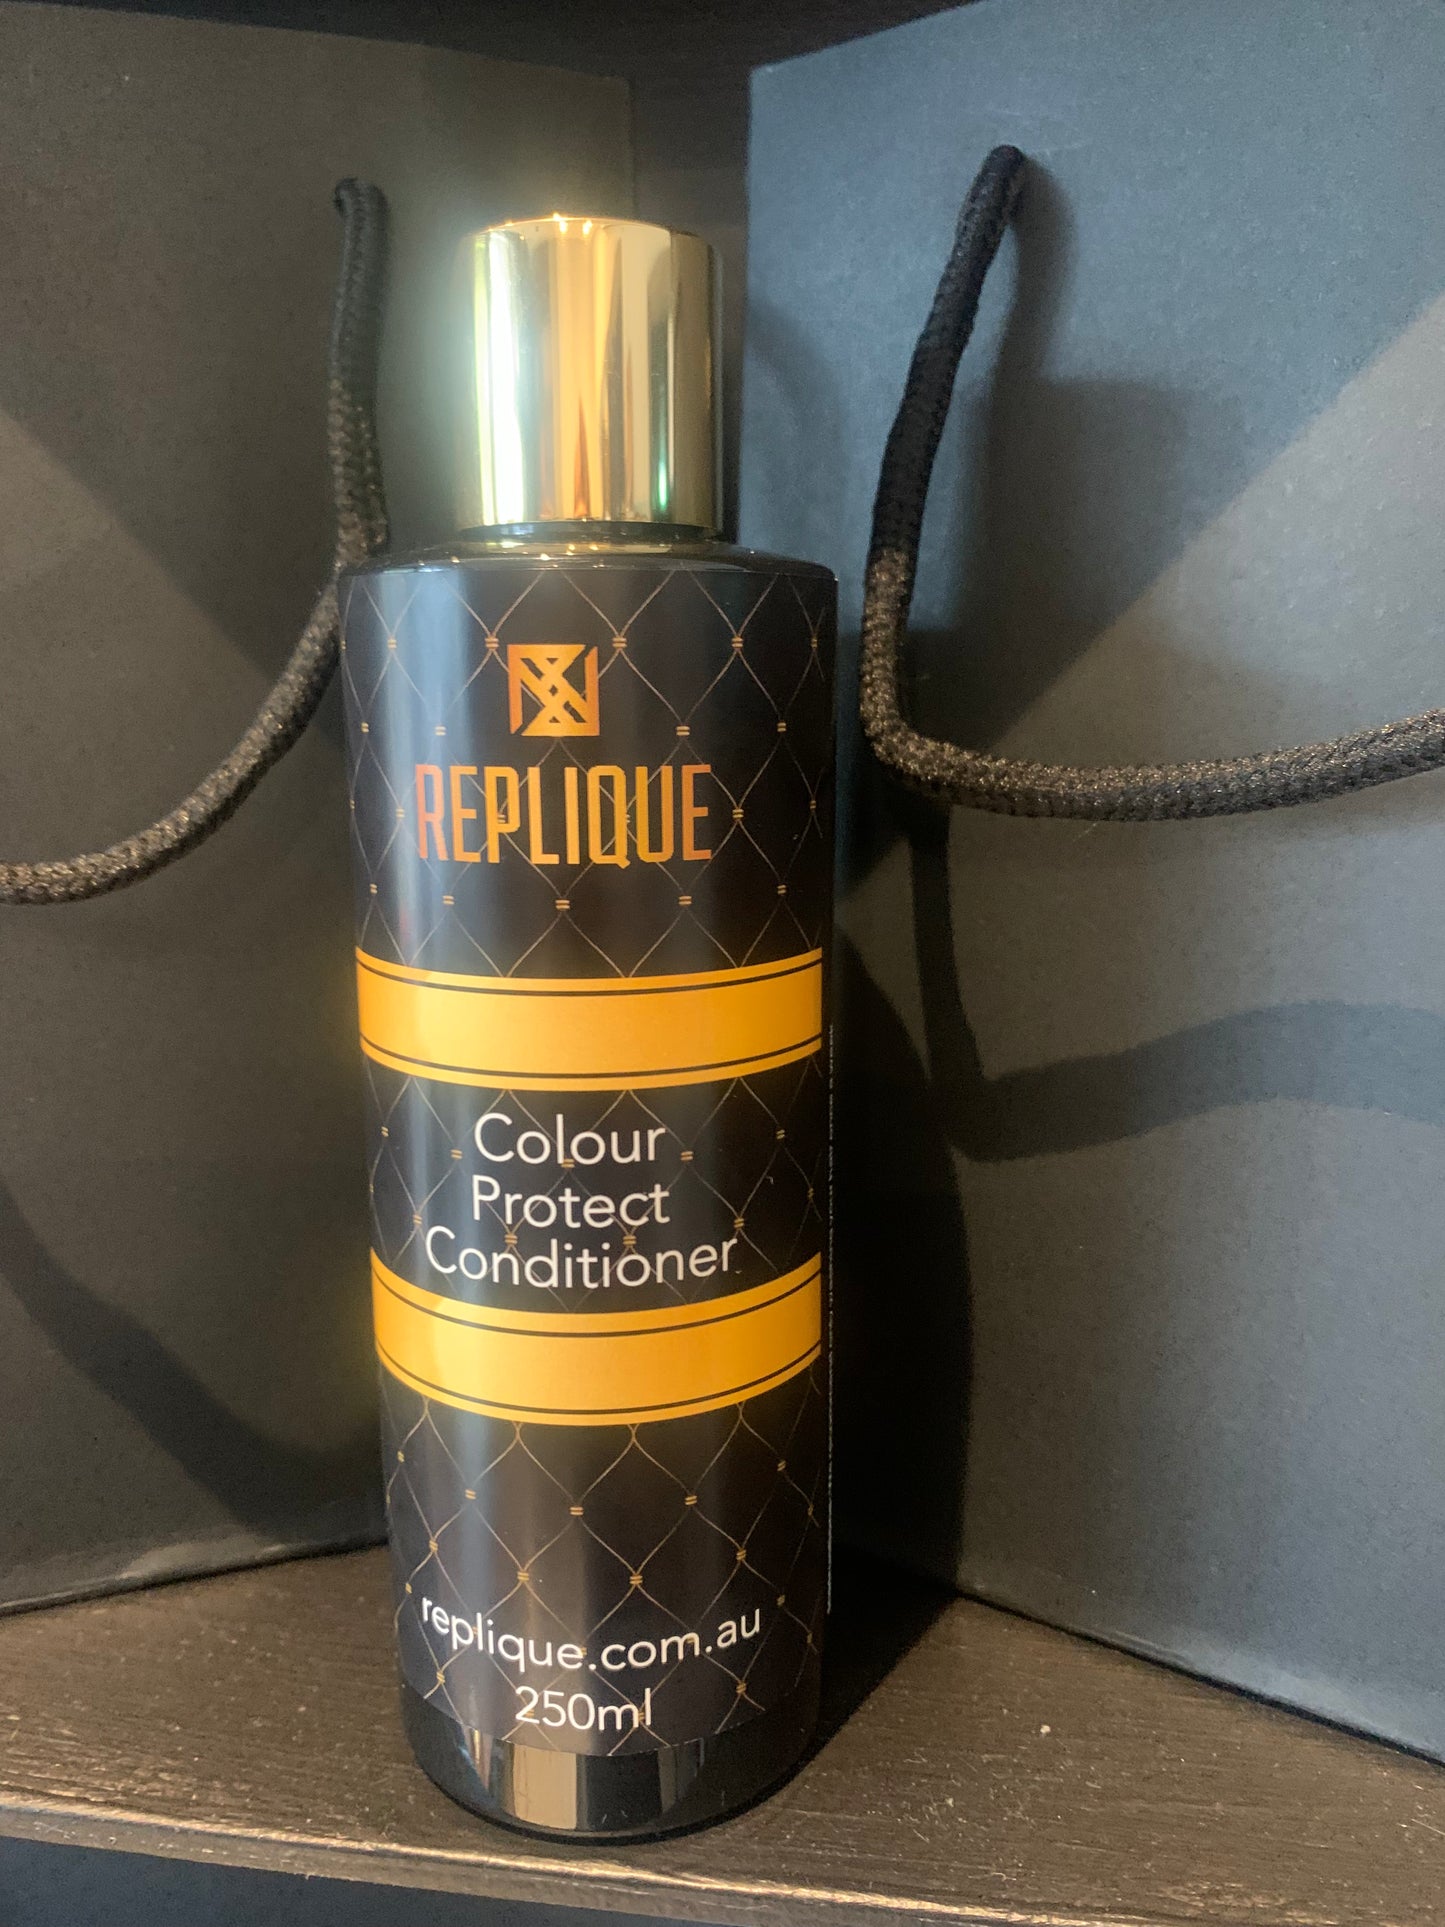 REPLIQUE
Colour
Protect
Conditioner
replique.com.au
250ml